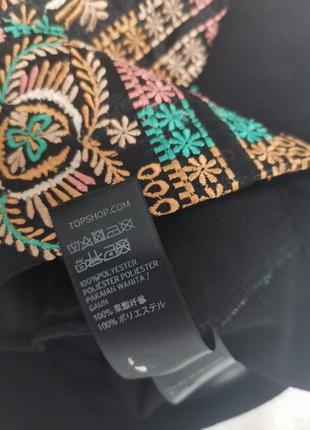 TOPSHOP.COM
100%POLYESTER
POLIÉSTER POLIESTER
PAKAIAN WANITA/
GAUN
100% 聚酯纤维
100% ポリエステル